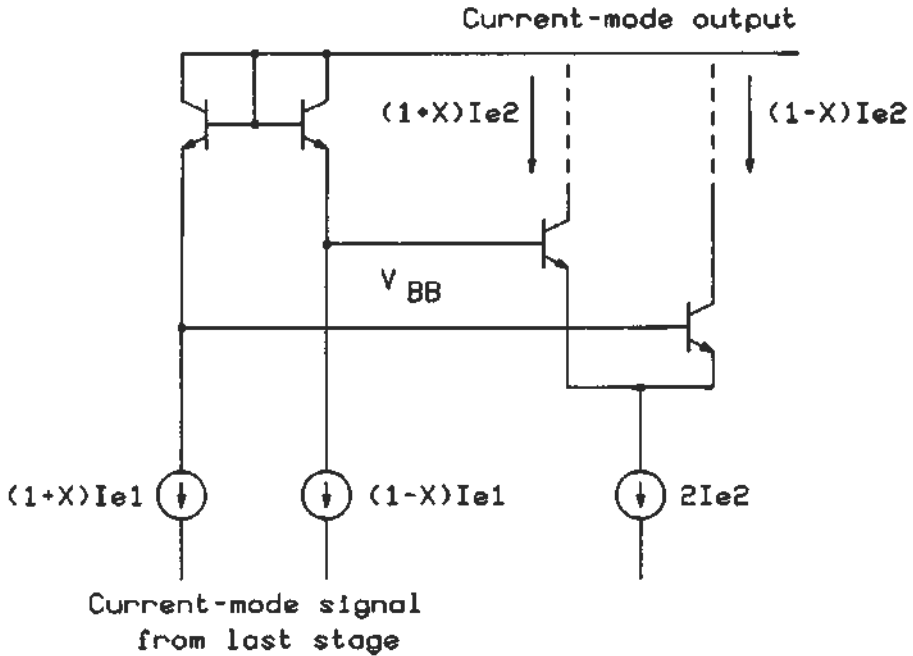 Current-mode output
(1+X)Ie2
(1-X)Ie2
V BB
(1+X)Ie1
(1-X)Ie1
2Ie2
Current-mode signal
from last stage